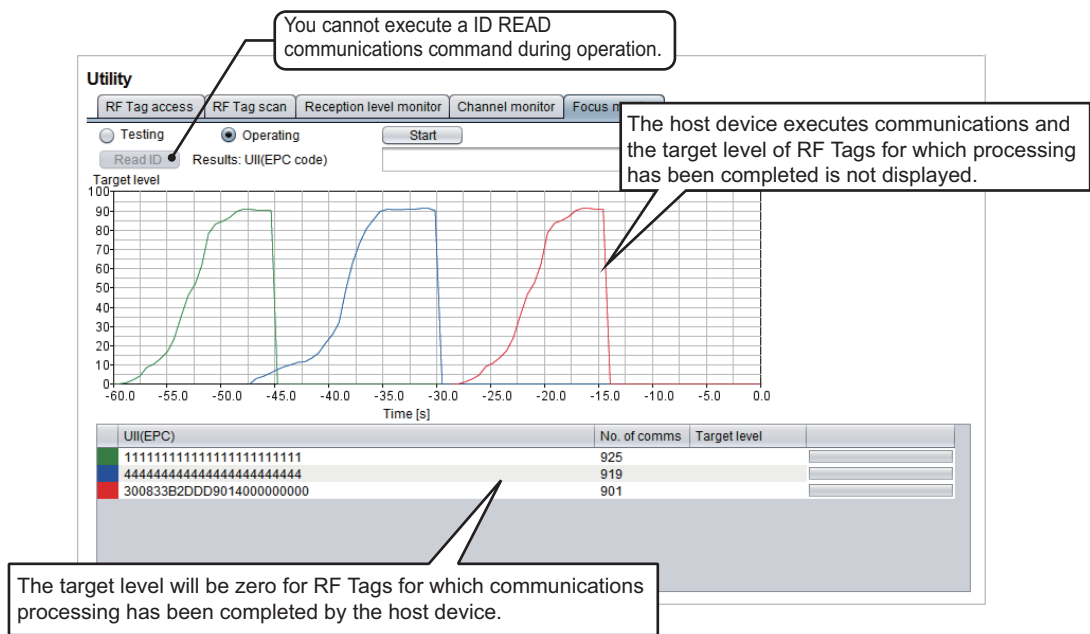 You cannot execute a ID READ
communications command during operation.
Utility
RF Tag access RF Tag scan Reception level monitor Channel monitor Focus m
Testing Operating Start
Read ID Results: UII(EPC code)
The host device executes communications and
the target level of RF Tags for which processing
has been completed is not displayed.
Target level
100
90
80
70
60
50
40
30
20
10
0
-60.0 -55.0 -50.0 -45.0 -40.0 -35.0 -30.0 -25.0 -20.0 -15.0 -10.0 -5.0 0.0
Time [s]
UII(EPC) No. of comms Target level
111111111111111111111111 925
444444444444444444444444 919
300833B2DDD9014000000000 901
The target level will be zero for RF Tags for which communications
processing has been completed by the host device.